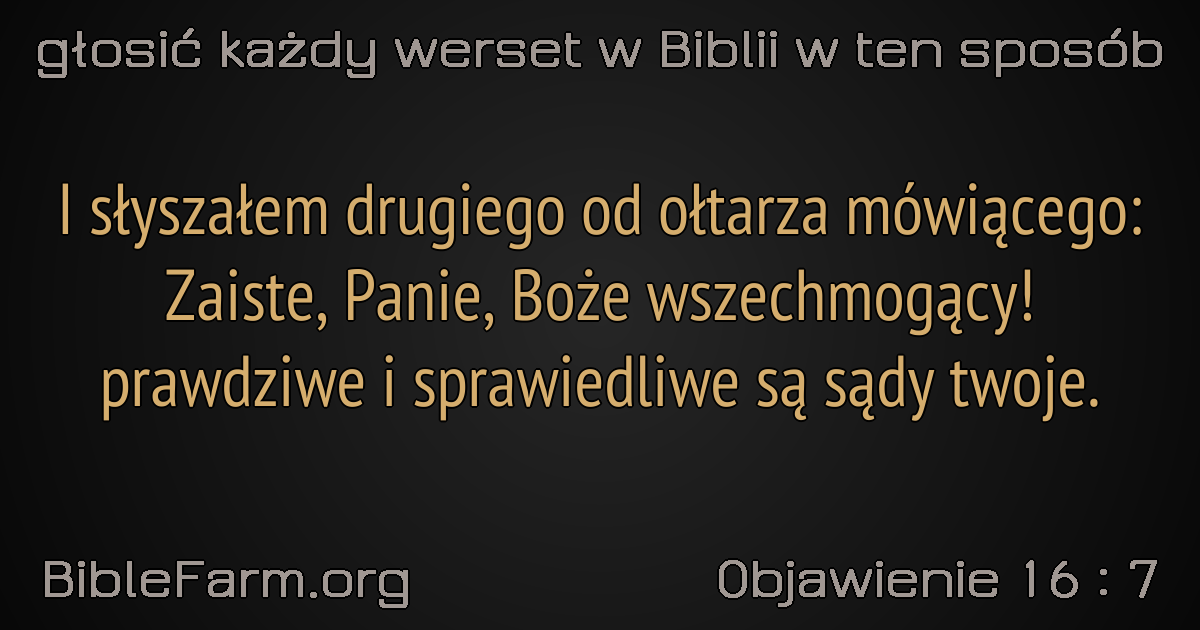 głosić każdy werset w Biblii w ten sposób
I słyszałem drugiego od ołtarza mówiącego:
Zaiste, Panie, Boże wszechmogący!
prawdziwe i sprawiedliwe są sądy twoje.
BibleFarm.org
Objawienie 16 : 7